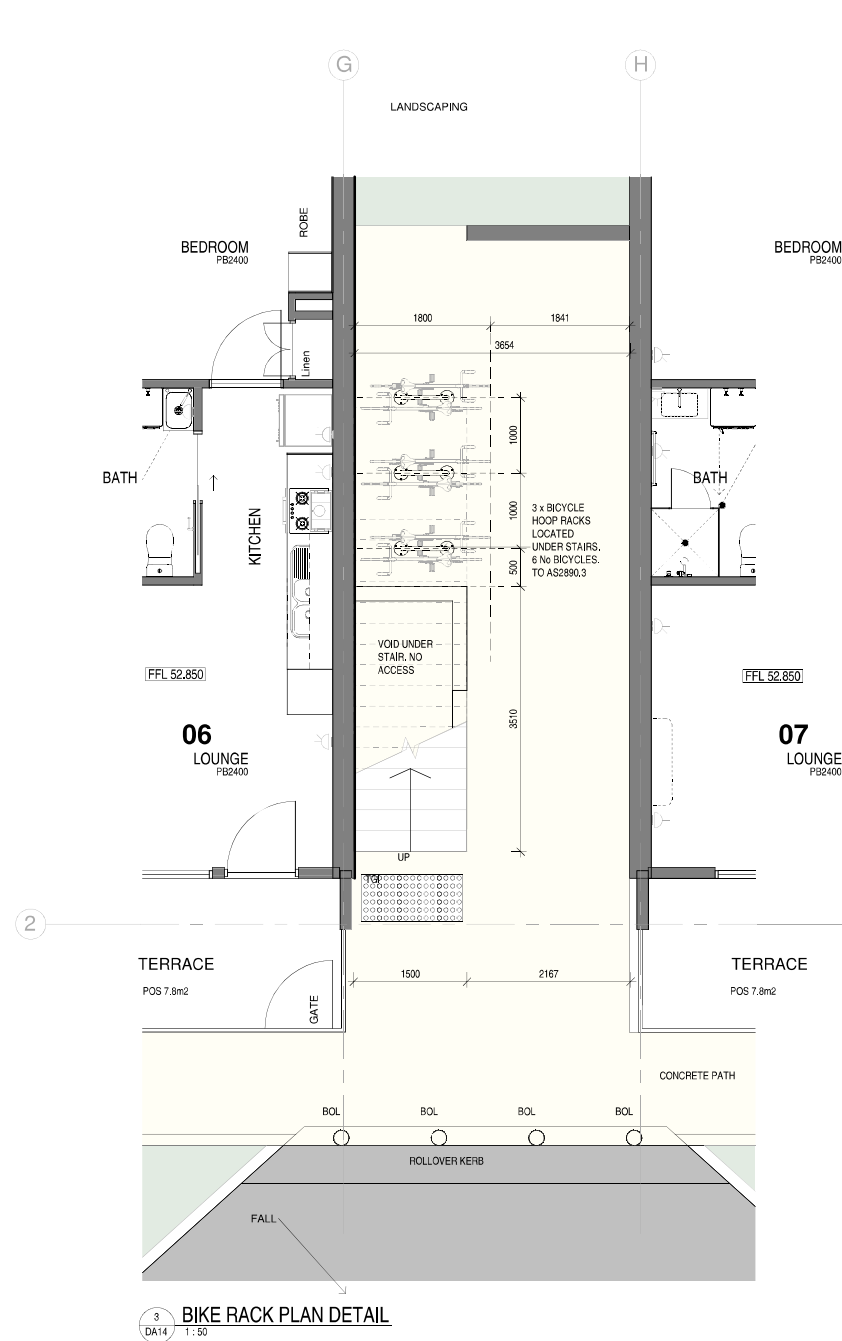 G
H
LANDSCAPING
ROBE
BEDROOM
PB2400
BEDROOM
PB2400
1800
1841
3654
Linen
1000
BATH
BATH
KITCHEN
1000
3 x BICYCLE
HOOP RACKS
LOCATED
UNDER STAIRS.
6 No BICYCLES.
TO AS2890.3
500
VOID UNDER
STAIR. NO
ACCESS
FFL 52.850
FFL 52.850
3510
06
LOUNGE
PB2400
07
LOUNGE
PB2400
UP
TGI
2
TERRACE
POS 7.8m2
TERRACE
POS 7.8m2
1500
2167
GATE
CONCRETE PATH
BOL
BOL
BOL
BOL
ROLLOVER KERB
FALL
3
DA14
BIKE RACK PLAN DETAIL
1 : 50